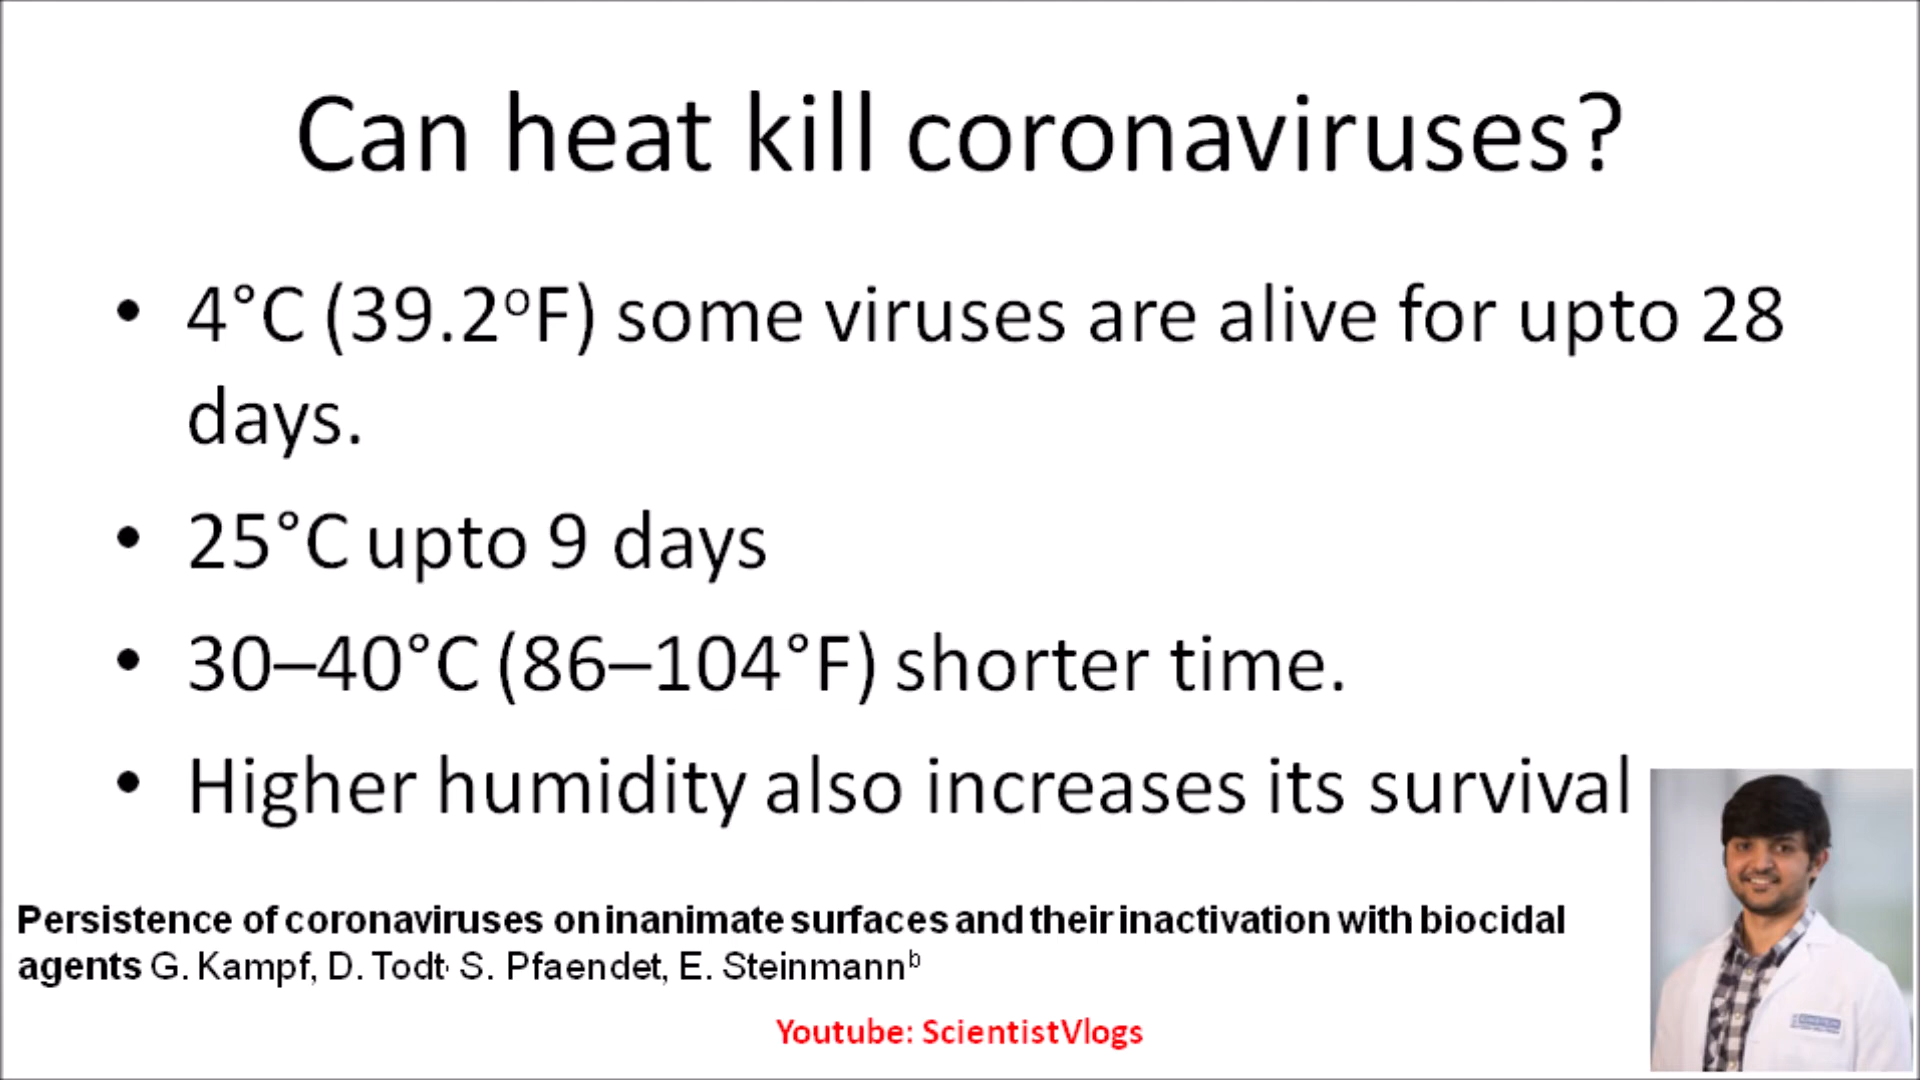 Can heat kill coronaviruses?
• 4°C (39.2ºF) some viruses are alive for upto 28
days.
• 25°C upto 9 days
• 30–40°C (86–104°F) shorter time.
• Higher humidity also increases its survival
Persistence of coronaviruses on inanimate surfaces and their inactivation with biocidal
agents G. Kampf, D. Todt, S. Pfaendet, E. Steinmannᵇ
Youtube: ScientistVlogs